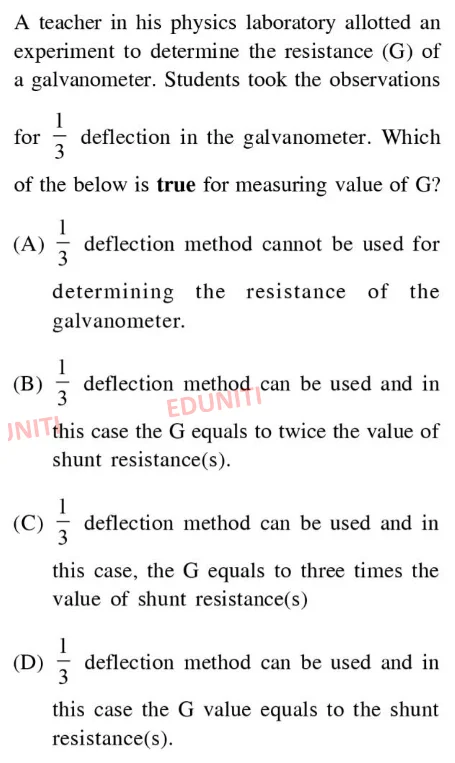 A teacher in his physics laboratory allotted an
experiment to determine the resistance (G) of
a galvanometer. Students took the observations
for 1/3 deflection in the galvanometer. Which
of the below is true for measuring value of G?
(A) 1/3 deflection method cannot be used for
determining the resistance of the
galvanometer.
(B) 1/3 deflection method can be used and in
this case the G equals to twice the value of
shunt resistance(s).
(C) 1/3 deflection method can be used and in
this case, the G equals to three times the
value of shunt resistance(s)
(D) 1/3 deflection method can be used and in
this case the G value equals to the shunt
resistance(s).
EDUNITI
UNITI